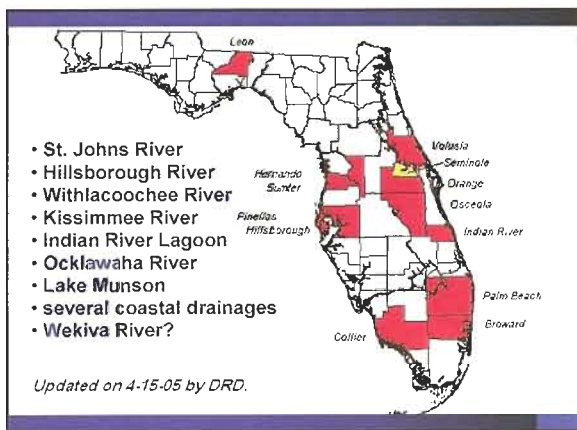 Leon
• St. Johns River
• Hillsborough River
• Withlacoochee River
• Kissimmee River
• Indian River Lagoon
• Ocklawaha River
• Lake Munson
• several coastal drainages
• Wekiva River?
Volusia
Seminole
Orange
Osceola
Indian River
Hernando
Sumter
Pinellas
Hillsborough
Palm Beach
Broward
Collier
Updated on 4-15-05 by DRD.